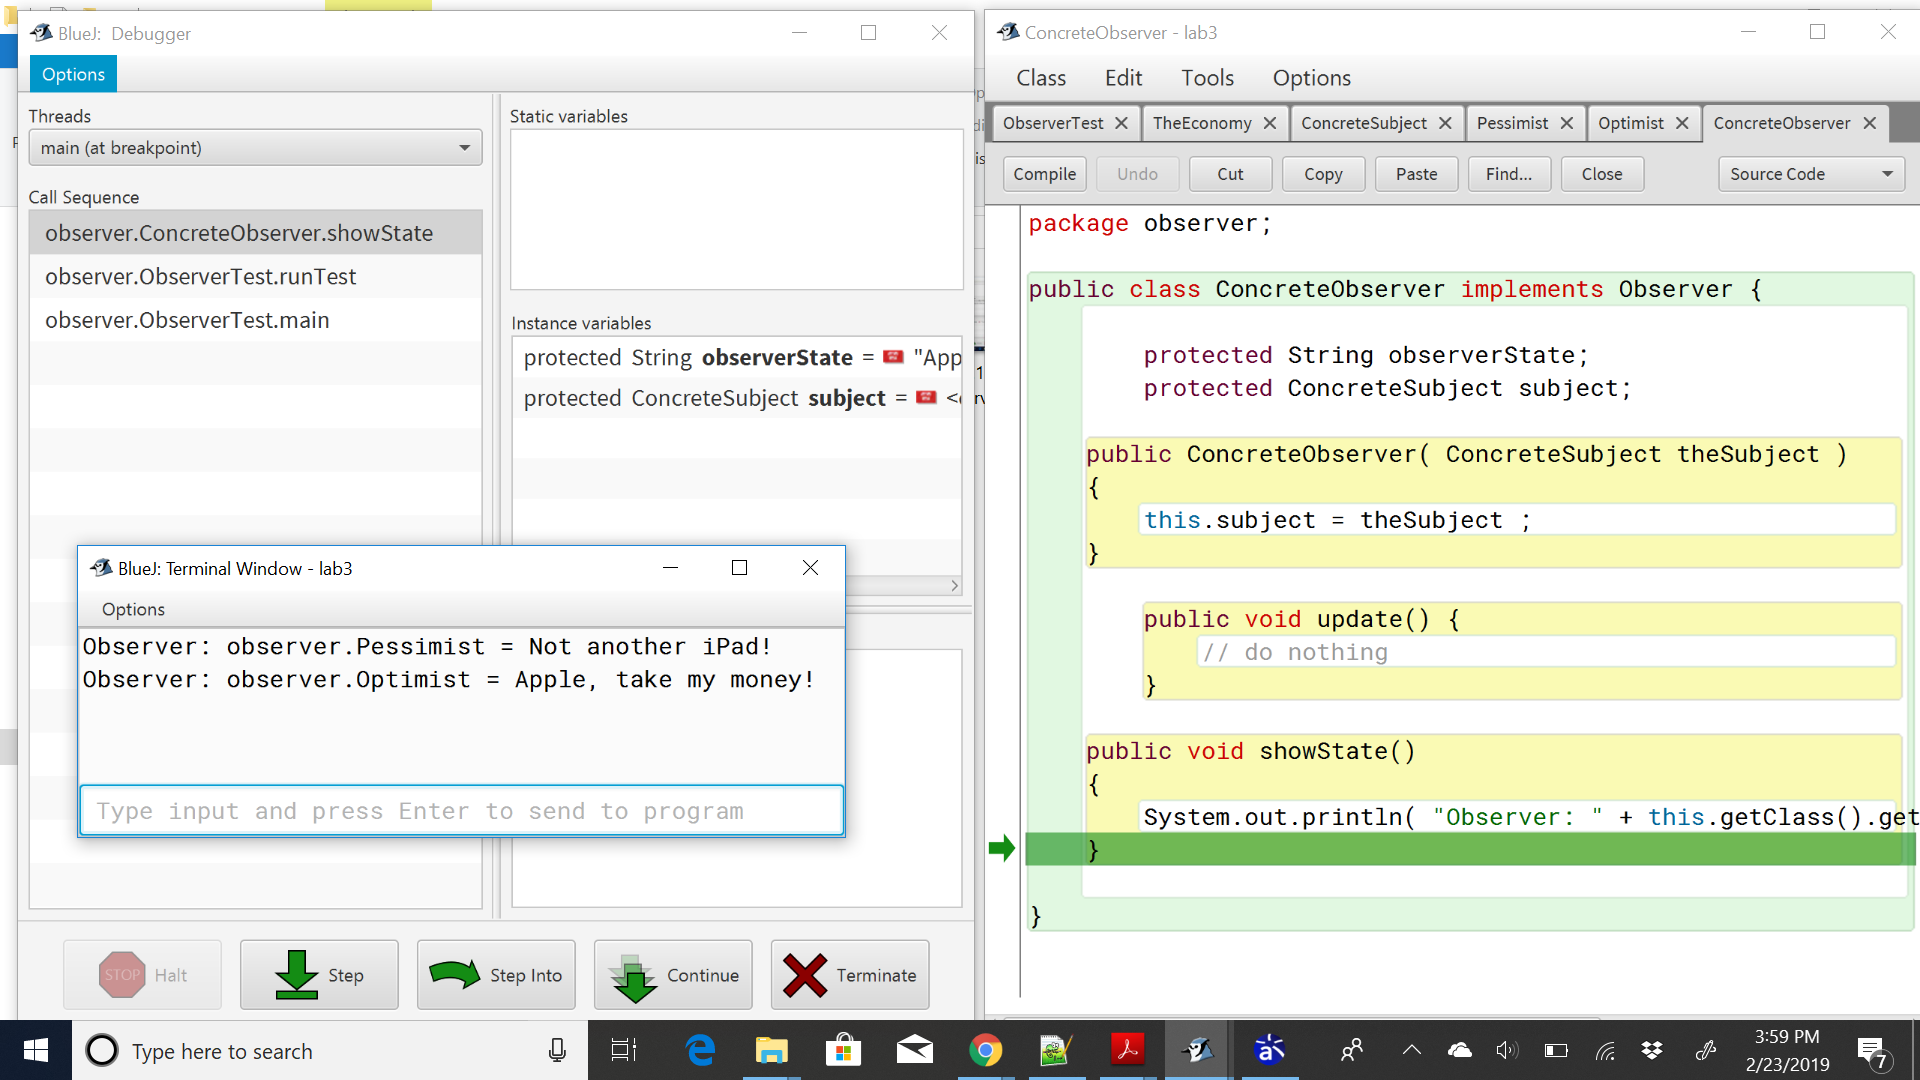 BlueJ: Debugger
Options
Threads
main (at breakpoint)
Call Sequence
observer.ConcreteObserver.showState
observer.ObserverTest.runTest
observer.ObserverTest.main
Static variables
Instance variables
protected String observerState = "App
protected ConcreteSubject subject = <
BlueJ: Terminal Window - lab3
Options
Observer: observer.Pessimist = Not another iPad!
Observer: observer.Optimist = Apple, take my money!
Type input and press Enter to send to program
STOP Halt
Step
Step Into
Continue
Terminate
ConcreteObserver - lab3
Class Edit Tools Options
ObserverTest TheEconomy ConcreteSubject Pessimist Optimist ConcreteObserver
Compile Undo Cut Copy Paste Find... Close Source Code
package observer;
public class ConcreteObserver implements Observer {
protected String observerState;
protected ConcreteSubject subject;
public ConcreteObserver( ConcreteSubject theSubject )
{
this.subject = theSubject ;
}
public void update() {
// do nothing
}
public void showState()
{
System.out.println( "Observer: " + this.getClass().get
}
}
Type here to search
3:59 PM
2/23/2019
7